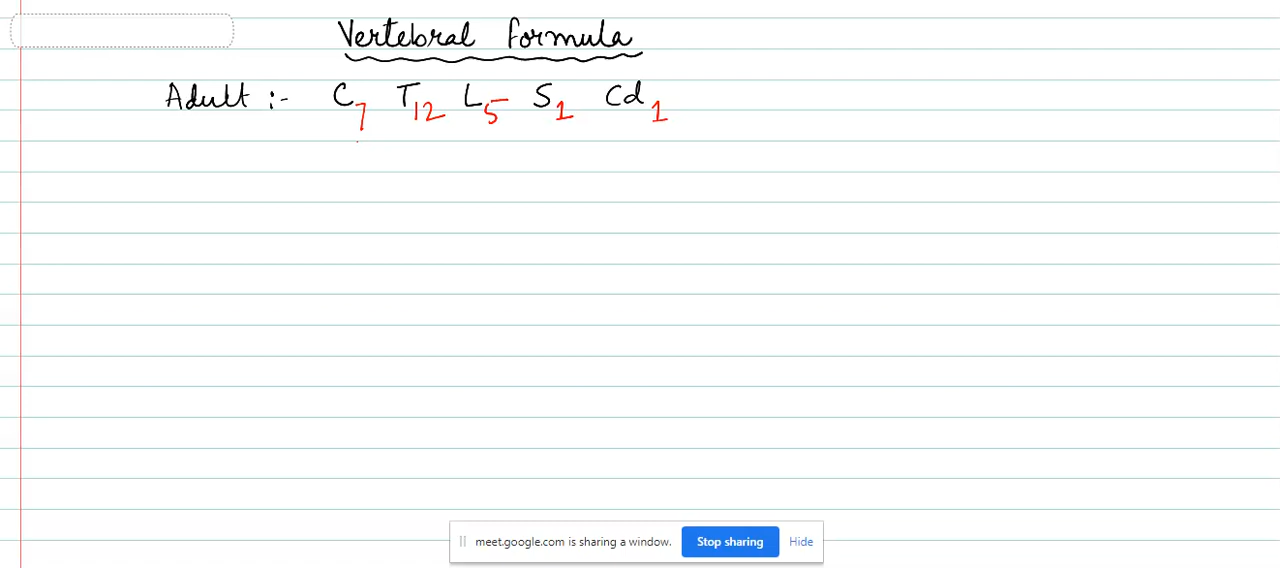 Vertebral formula
Adult :- C7 T12 L5 S1 Cd1
meet.google.com is sharing a window. Stop sharing Hide